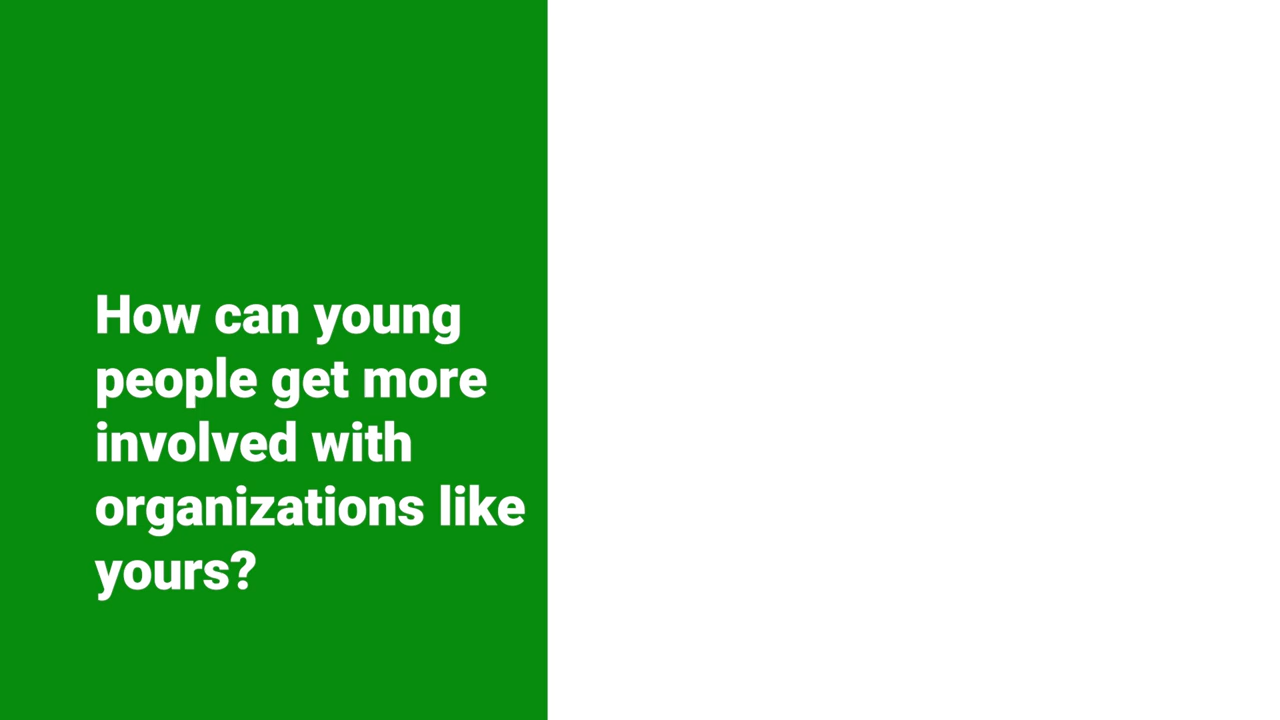 How can young
people get more
involved with
organizations like
yours?